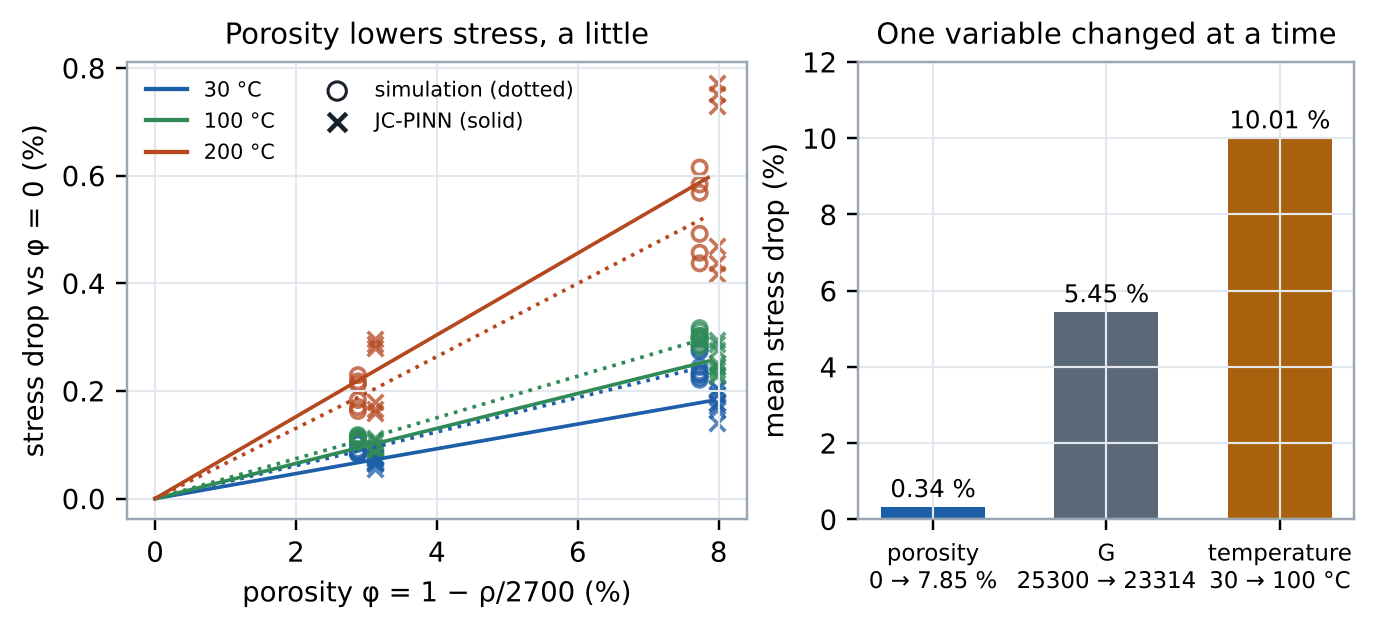 Porosity lowers stress, a little
0.8
0.6
0.4
0.2
0.0
stress drop vs φ = 0 (%)
30 °C
100 °C
200 °C
simulation (dotted)
JC-PINN (solid)
0 2 4 6 8
porosity φ = 1 − ρ/2700 (%)
One variable changed at a time
12
10
8
6
4
2
0
mean stress drop (%)
0.34 %
5.45 %
10.01 %
porosity
0 → 7.85 %
G
25300 → 23314
temperature
30 → 100 °C